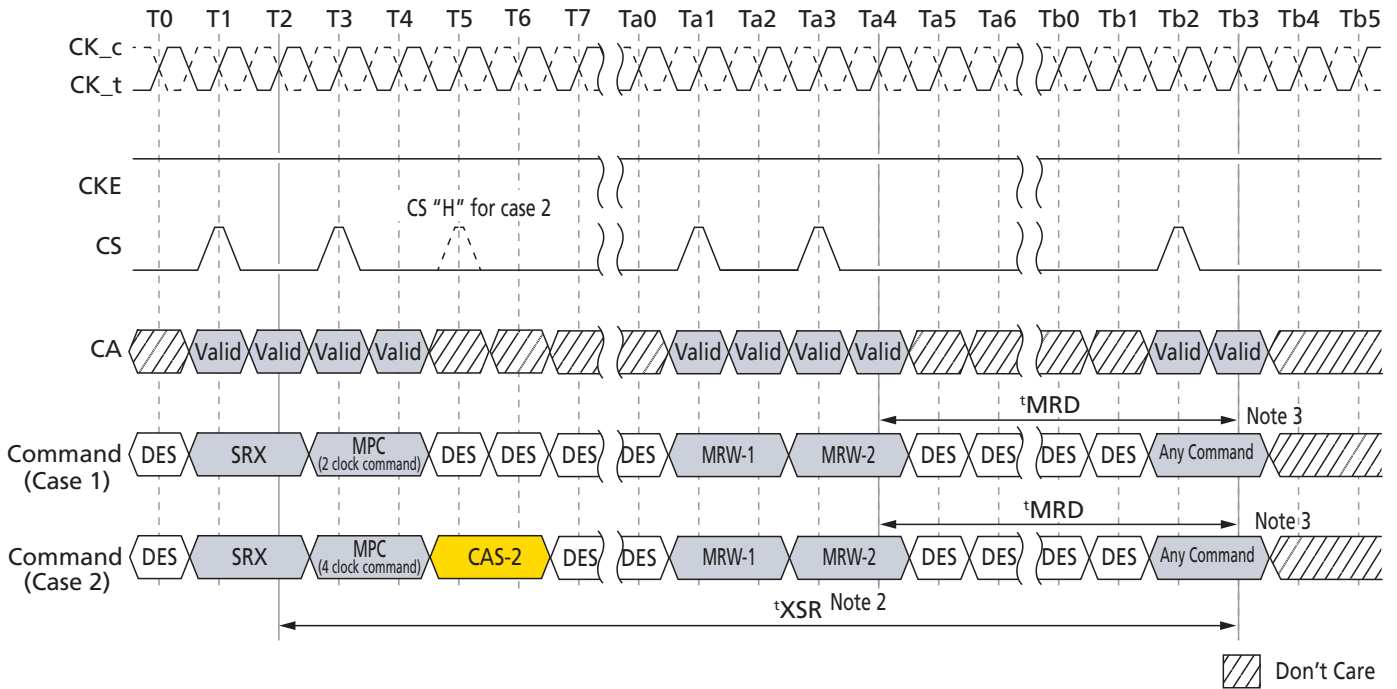 T0 T1 T2 T3 T4 T5 T6 T7 Ta0 Ta1 Ta2 Ta3 Ta4 Ta5 Ta6 Tb0 Tb1 Tb2 Tb3 Tb4 Tb5
CK_c
CK_t
CKE
CS "H" for case 2
CS
CA Valid Valid Valid Valid Valid Valid Valid Valid Valid Valid
tMRD Note 3
Command (Case 1) DES SRX MPC (2 clock command) DES DES DES DES MRW-1 MRW-2 DES DES DES DES Any Command
tMRD Note 3
Command (Case 2) DES SRX MPC (4 clock command) CAS-2 DES DES MRW-1 MRW-2 DES DES DES DES Any Command
tXSR Note 2
Don't Care